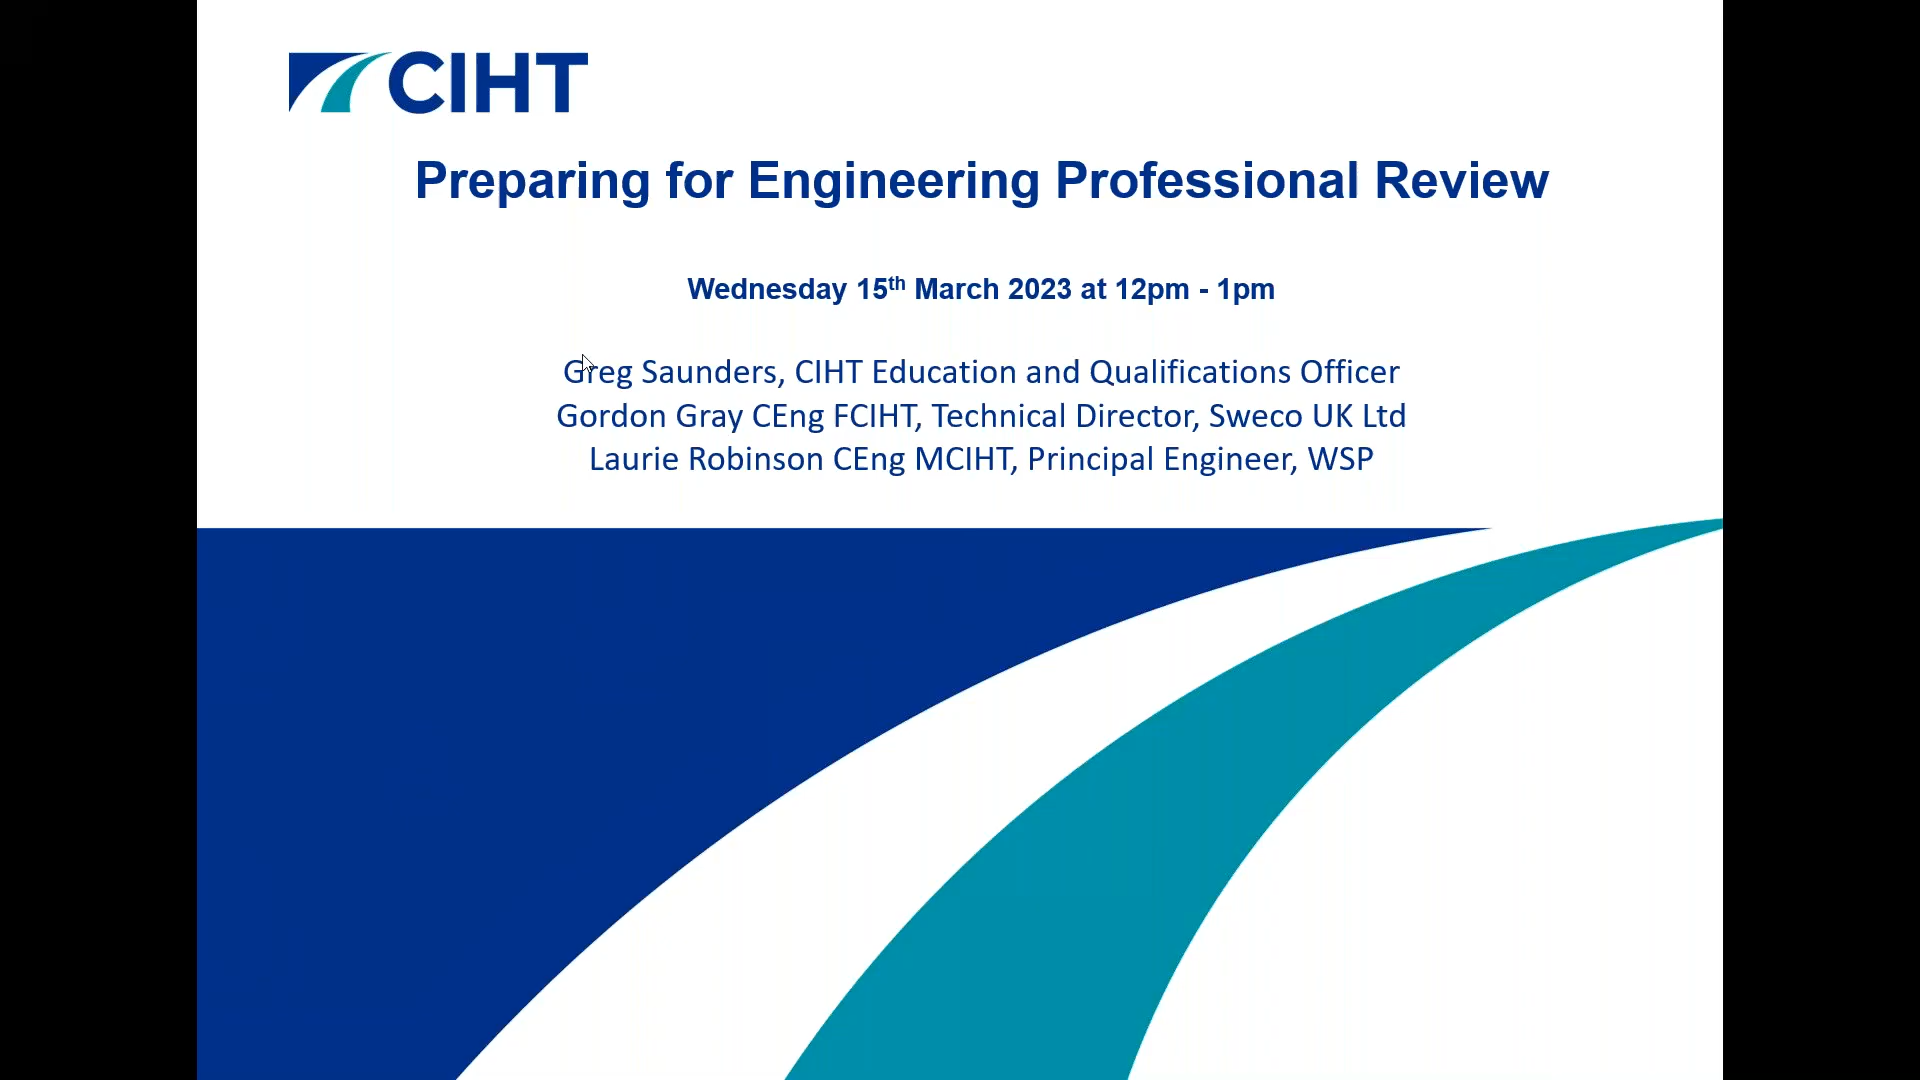 CIHT
Preparing for Engineering Professional Review
Wednesday 15th March 2023 at 12pm - 1pm
Greg Saunders, CIHT Education and Qualifications Officer
Gordon Gray CEng FCIHT, Technical Director, Sweco UK Ltd
Laurie Robinson CEng MCIHT, Principal Engineer, WSP